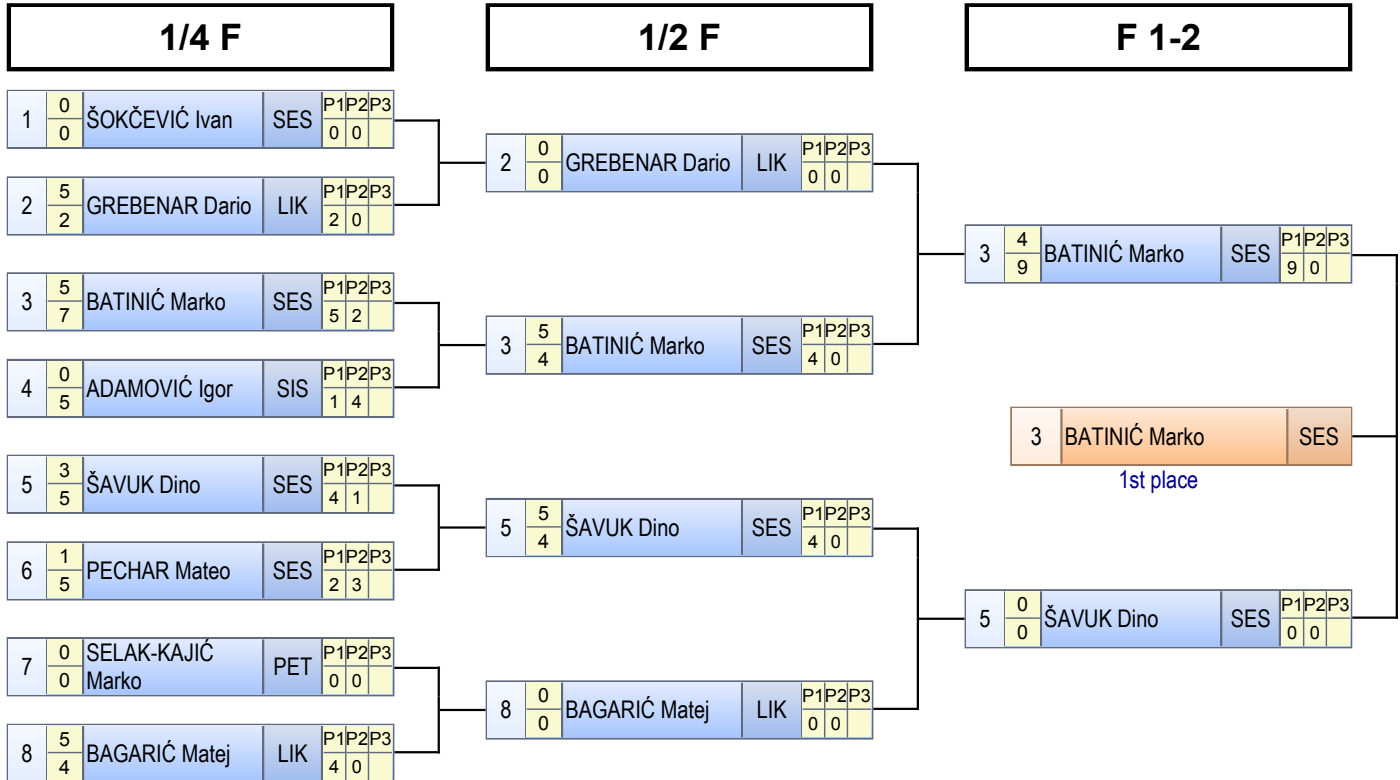 1/4 F
1/2 F
F 1-2
1 0 ŠOKČEVIĆ Ivan SES P1 P2 P3
0 0 0
2 5 GREBENAR Dario LIK P1 P2 P3
2 2 0
3 5 BATINIĆ Marko SES P1 P2 P3
7 5 2
4 0 ADAMOVIĆ Igor SIS P1 P2 P3
5 1 4
5 3 ŠAVUK Dino SES P1 P2 P3
5 4 1
6 1 PECHAR Mateo SES P1 P2 P3
5 2 3
7 0 SELAK-KAJIĆ PET P1 P2 P3
0 Marko 0 0
8 5 BAGARIĆ Matej LIK P1 P2 P3
4 4 0
2 0 GREBENAR Dario LIK P1 P2 P3
0 0 0
3 5 BATINIĆ Marko SES P1 P2 P3
4 4 0
5 5 ŠAVUK Dino SES P1 P2 P3
4 4 0
8 0 BAGARIĆ Matej LIK P1 P2 P3
0 0 0
3 4 BATINIĆ Marko SES P1 P2 P3
9 9 0
3 BATINIĆ Marko SES
1st place
5 0 ŠAVUK Dino SES P1 P2 P3
0 0 0